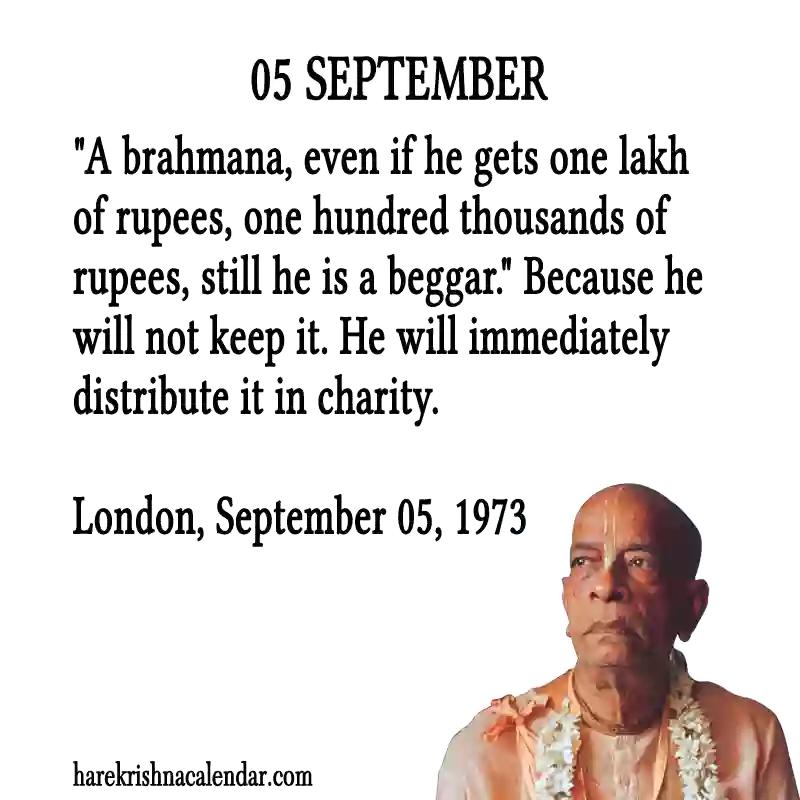 05 SEPTEMBER
"A brahmana, even if he gets one lakh
of rupees, one hundred thousands of
rupees, still he is a beggar." Because he
will not keep it. He will immediately
distribute it in charity.
London, September 05, 1973
harekrishnacalendar.com